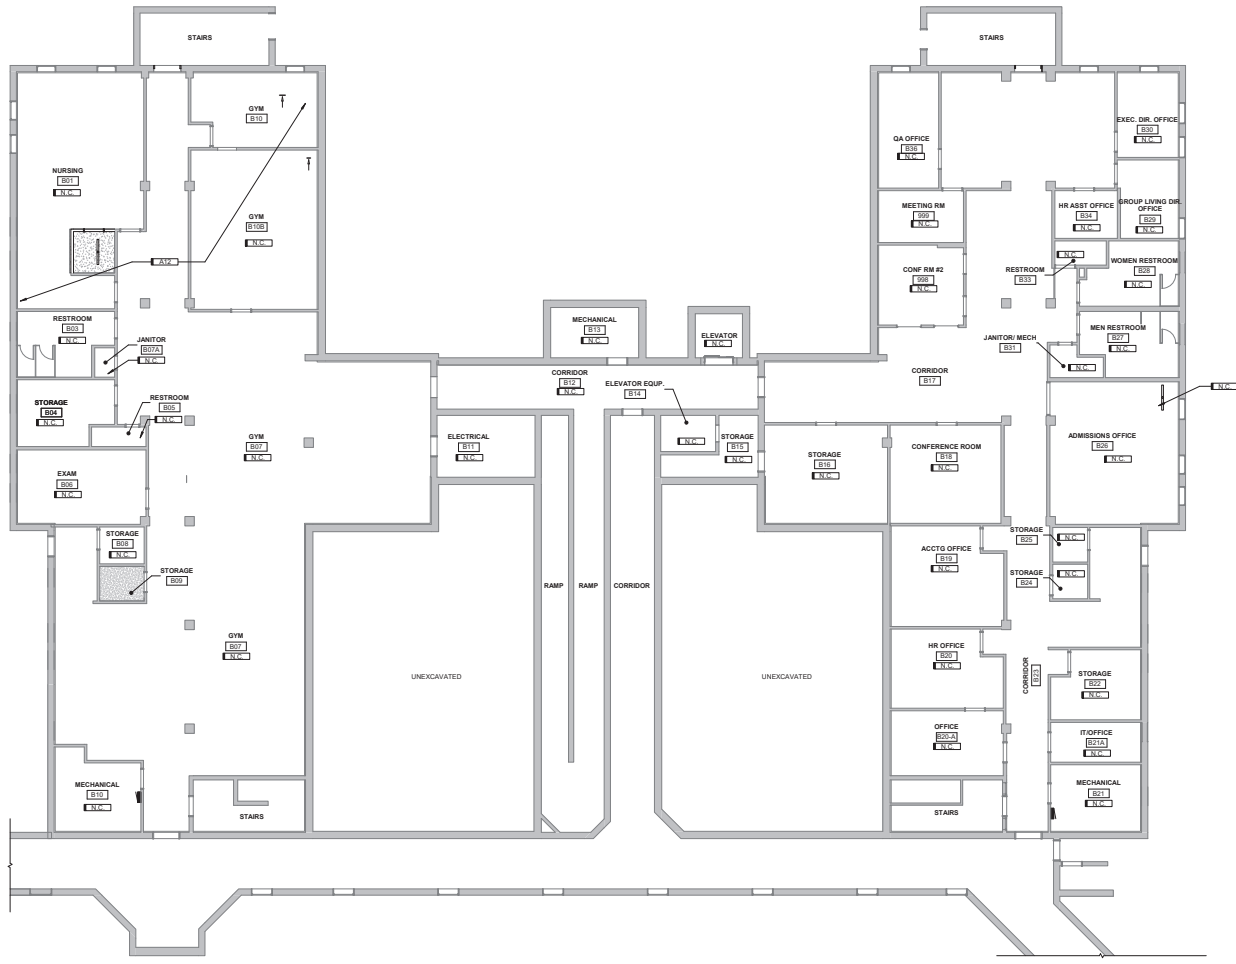 STAIRS
STAIRS
GYM
B10
NURSING
B01
N.C.
GYM
B10B
N.C.
A12
RESTROOM
B03
N.C.
JANITOR
B07A
N.C.
STORAGE
B04
N.C.
RESTROOM
B05
N.C.
EXAM
B06
N.C.
GYM
B07
N.C.
STORAGE
B08
N.C.
STORAGE
B09
GYM
B07
N.C.
MECHANICAL
B10
N.C.
STAIRS
MECHANICAL
B13
N.C.
ELEVATOR
N.C.
CORRIDOR
B12
N.C.
ELEVATOR EQUP.
B14
N.C.
ELECTRICAL
B11
N.C.
STORAGE
B15
N.C.
UNEXCAVATED
RAMP
RAMP
CORRIDOR
UNEXCAVATED
QA OFFICE
B36
N.C.
EXEC. DIR. OFFICE
B30
N.C.
MEETING RM
999
N.C.
HR ASST OFFICE
B34
N.C.
GROUP LIVING DIR.
OFFICE
B29
N.C.
CONF RM #2
998
N.C.
N.C.
RESTROOM
B33
WOMEN RESTROOM
B28
N.C.
MEN RESTROOM
B27
N.C.
JANITOR/ MECH
B31
N.C.
CORRIDOR
B17
N.C.
ADMISSIONS OFFICE
B26
N.C.
STORAGE
B16
N.C.
CONFERENCE ROOM
B18
N.C.
STORAGE
B25
N.C.
STORAGE
B24
N.C.
ACCTG OFFICE
B19
N.C.
HR OFFICE
B20
N.C.
CORRIDOR
B23
STORAGE
B22
N.C.
OFFICE
B20-A
N.C.
IT/OFFICE
B21A
N.C.
MECHANICAL
B21
N.C.
STAIRS